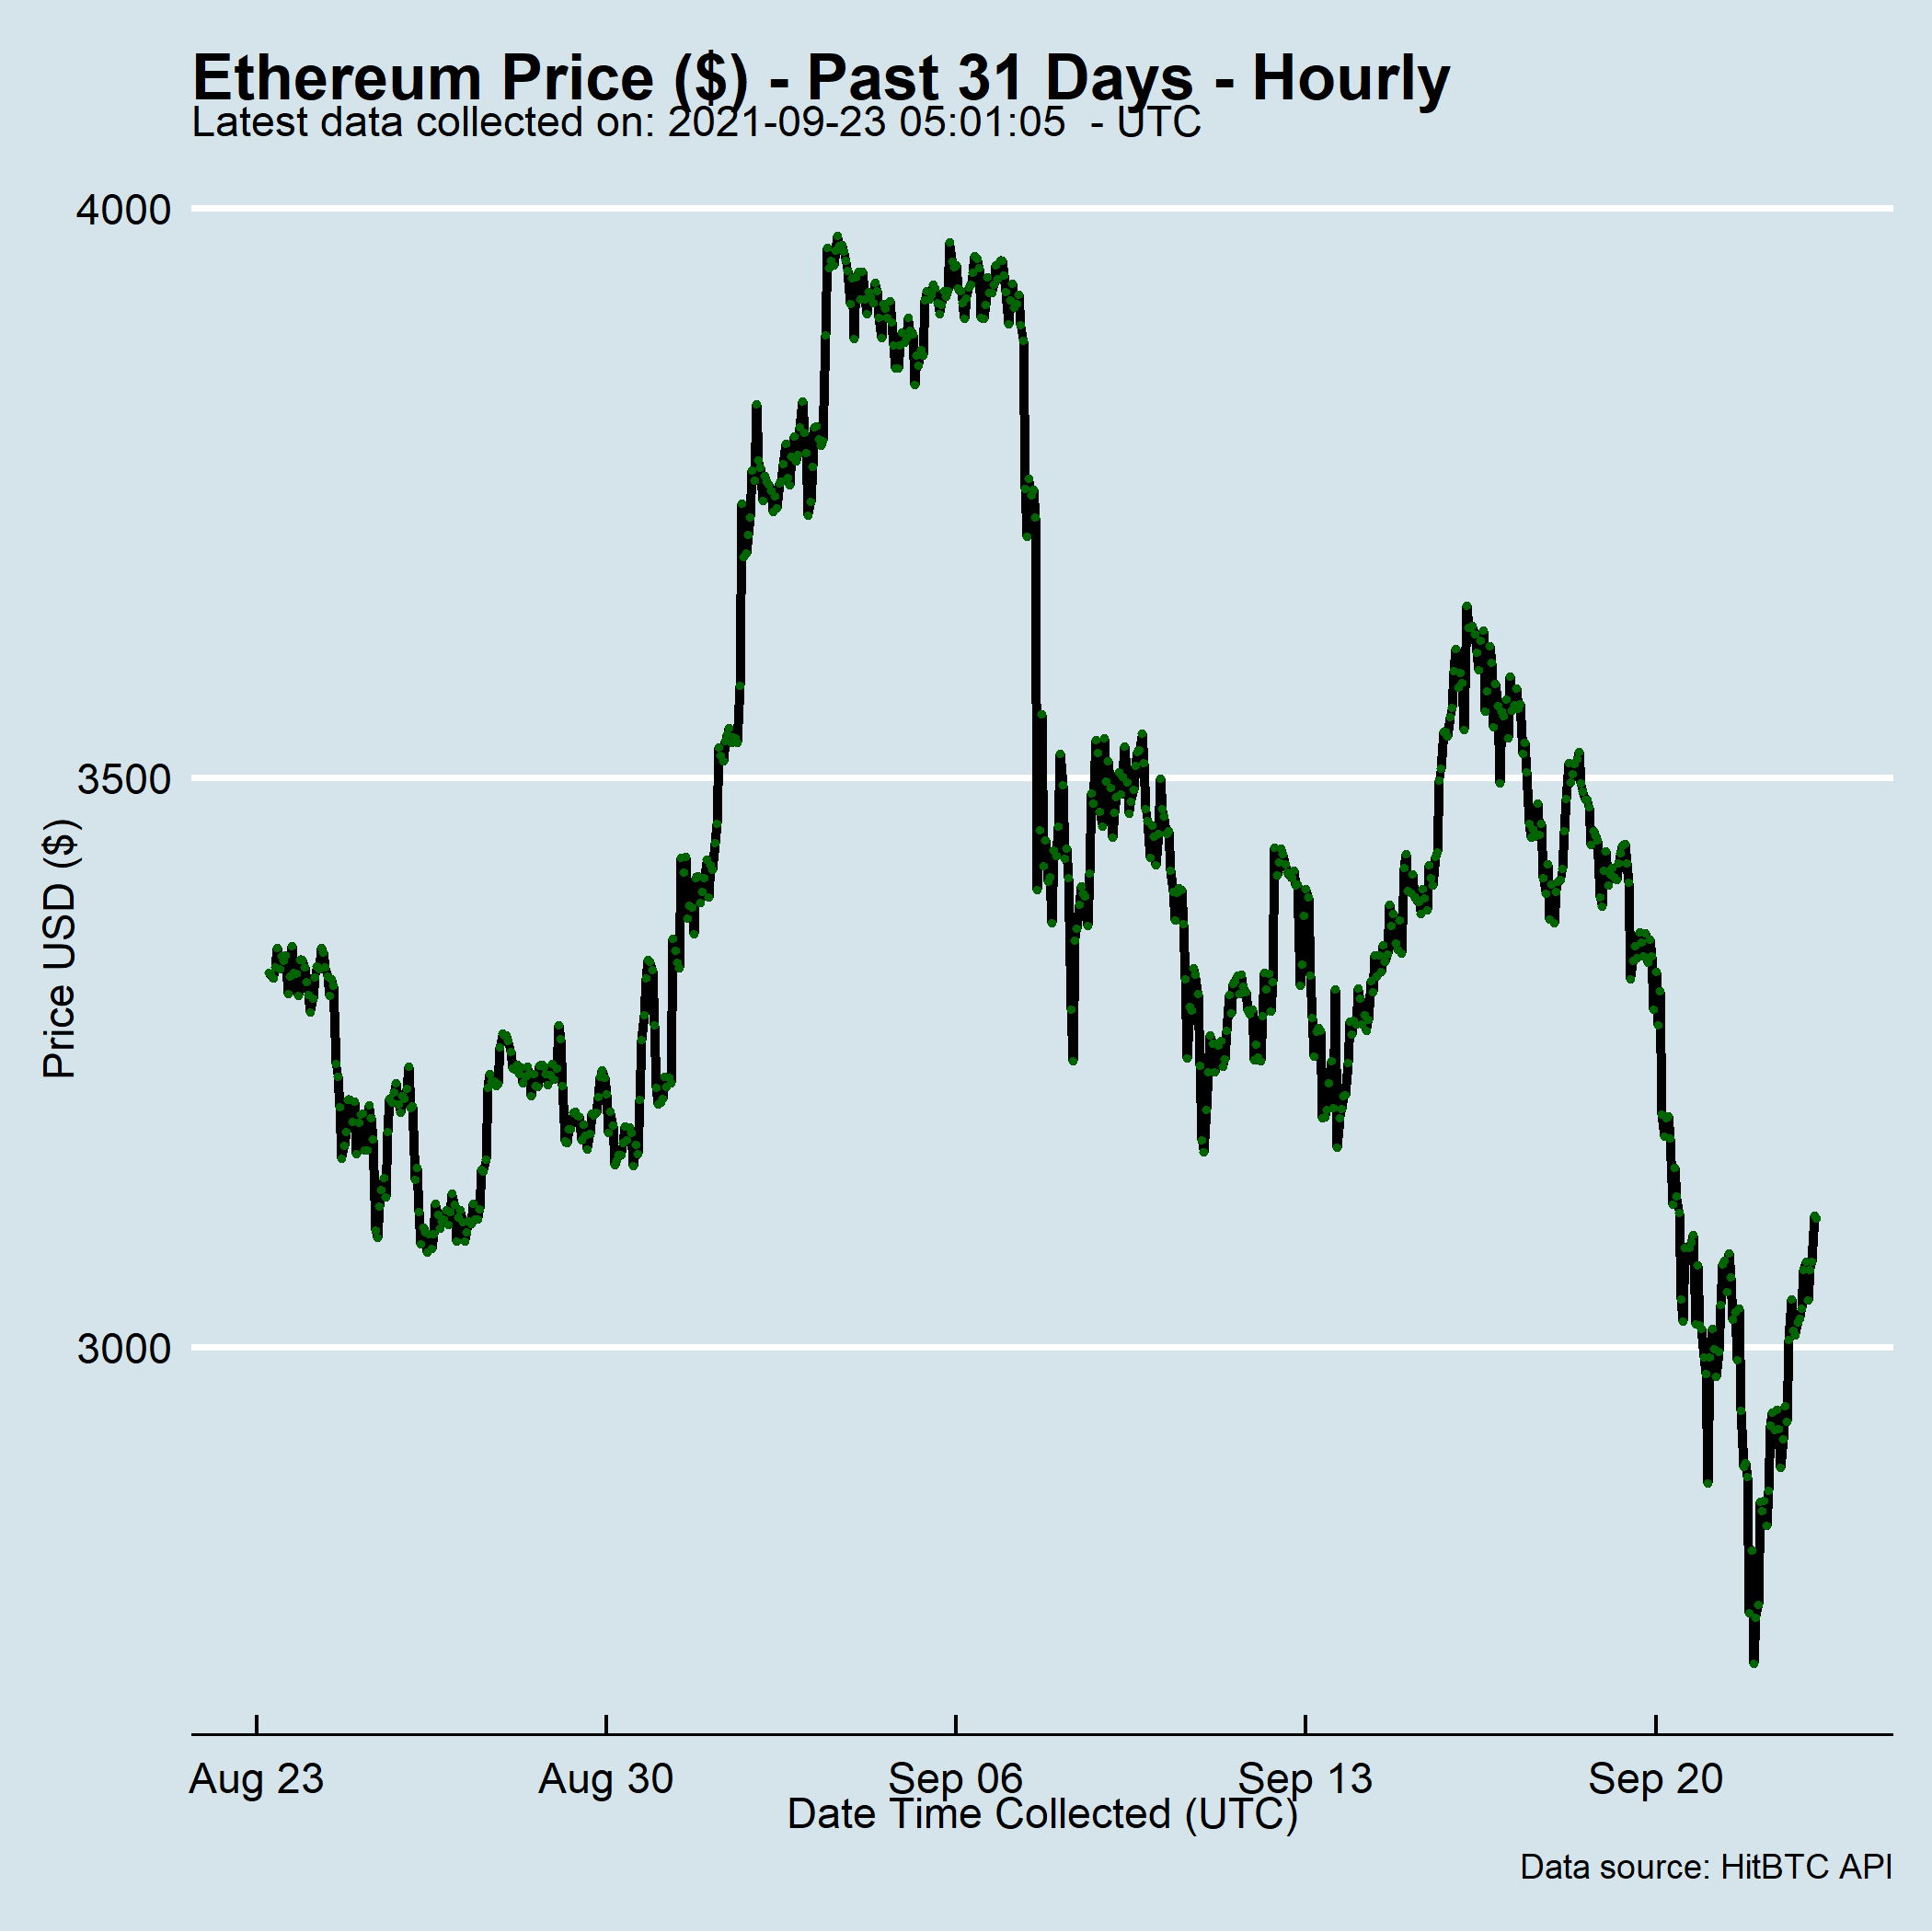 Ethereum Price ($) - Past 31 Days - Hourly
Latest data collected on: 2021-09-23 05:01:05  - UTC
4000
3500
3000
Price USD ($)
Aug 23 Aug 30 Sep 06 Sep 13 Sep 20
Date Time Collected (UTC)
Data source: HitBTC API